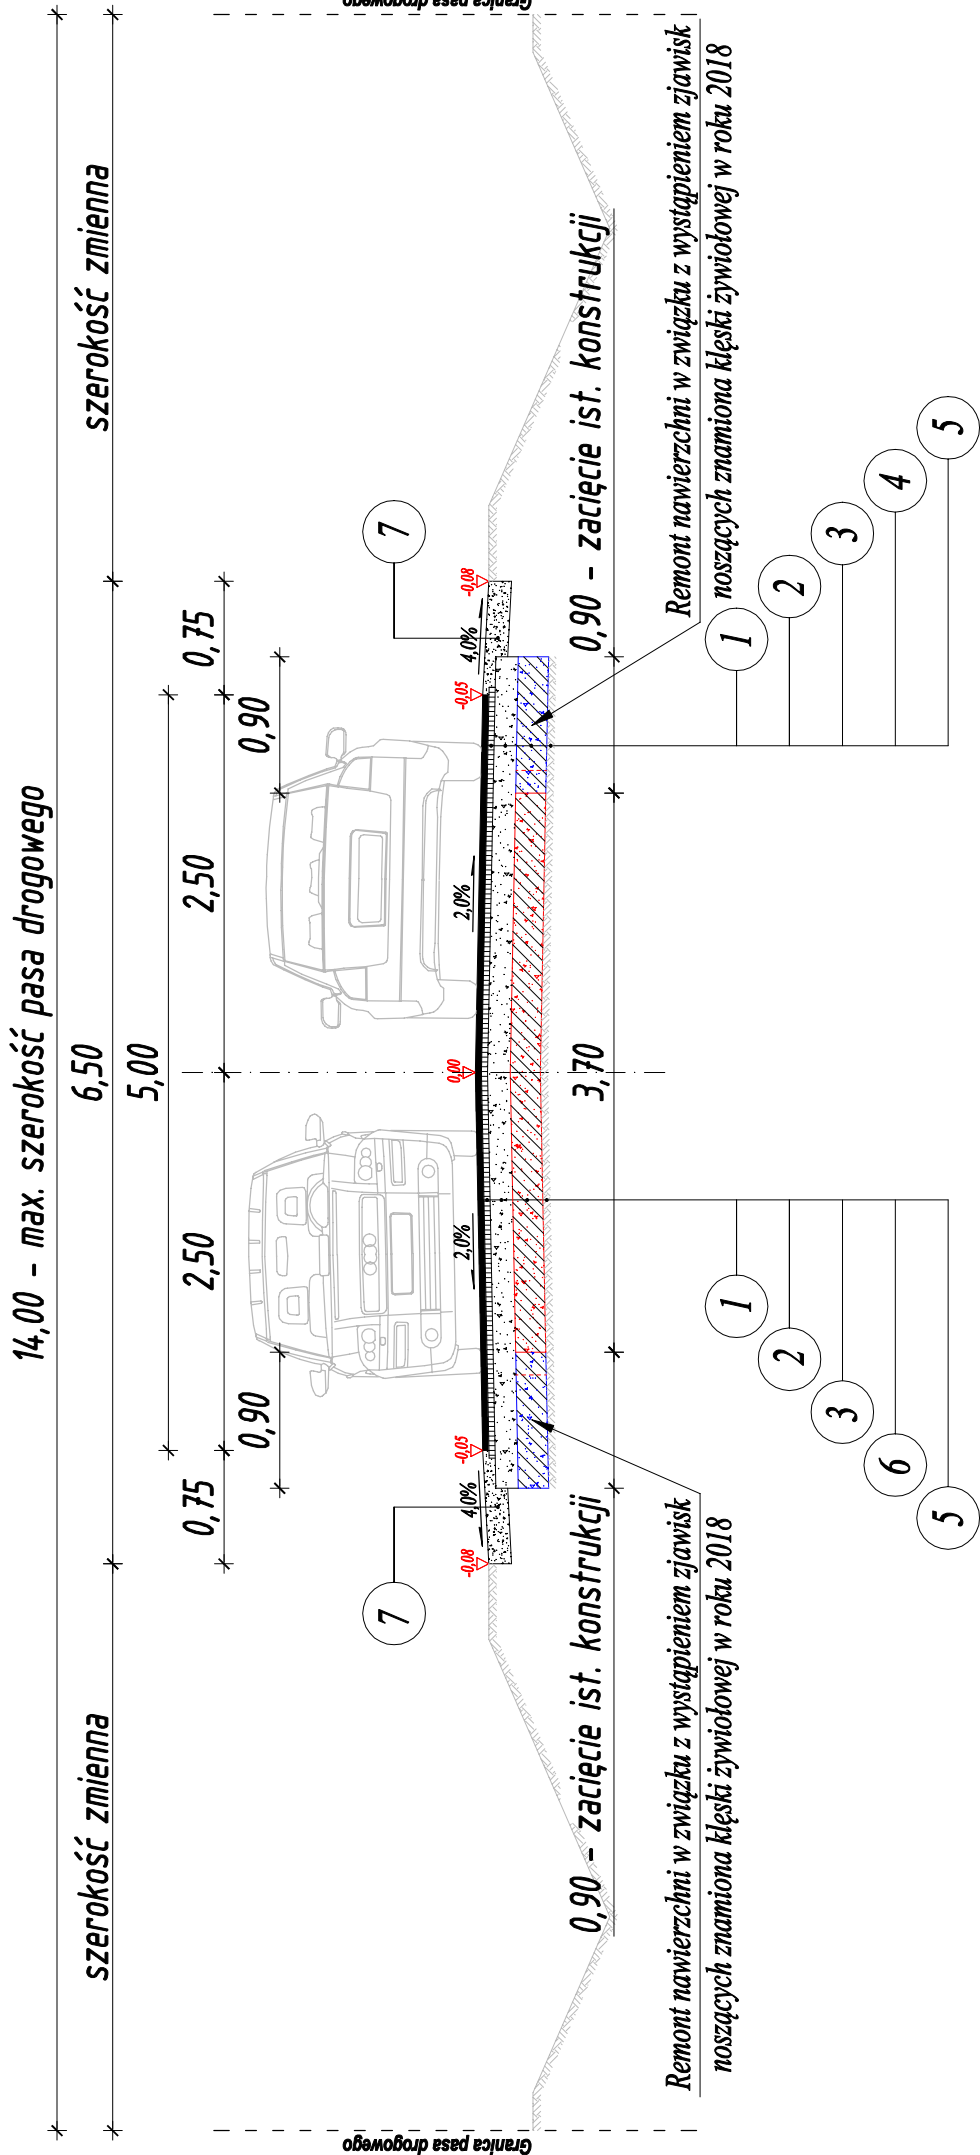 14,00 - max. szerokość pasa drogowego
szerokość zmienna
6,50
szerokość zmienna
5,00
0,75
2,50
2,50
0,75
0,90
0,90
7
7
-0,08
4,0%
-0,05
2,0%
0,00
2,0%
-0,05
4,0%
-0,08
Granica pasa drogowego
Granica pasa drogowego
0,90 - zacięcie ist. konstrukcji
3,70
0,90 - zacięcie ist. konstrukcji
Remont nawierzchni w związku z wystąpieniem zjawisk
noszących znamiona klęski żywiołowej w roku 2018
Remont nawierzchni w związku z wystąpieniem zjawisk
noszących znamiona klęski żywiołowej w roku 2018
1
2
3
6
5
1
2
3
4
5